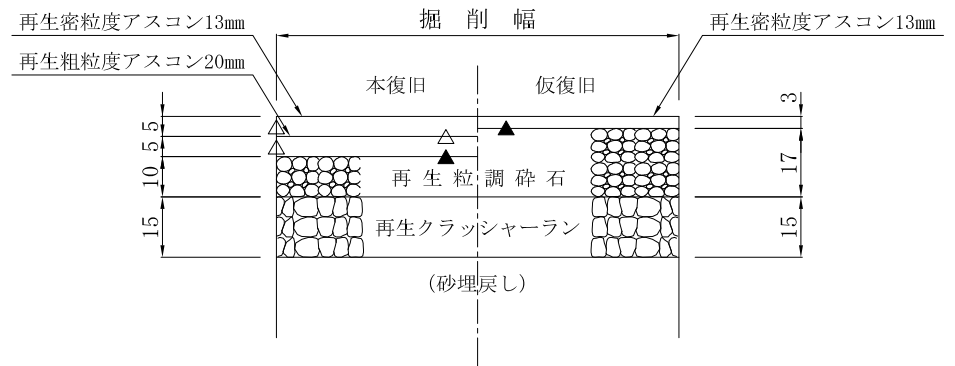 再生密粒度アスコン13mm
掘削幅
再生密粒度アスコン13mm
再生粗粒度アスコン20mm
本復旧
仮復旧
3
5
5
17
10
再生粒調砕石
15
再生クラッシャーラン
15
(砂埋戻し)